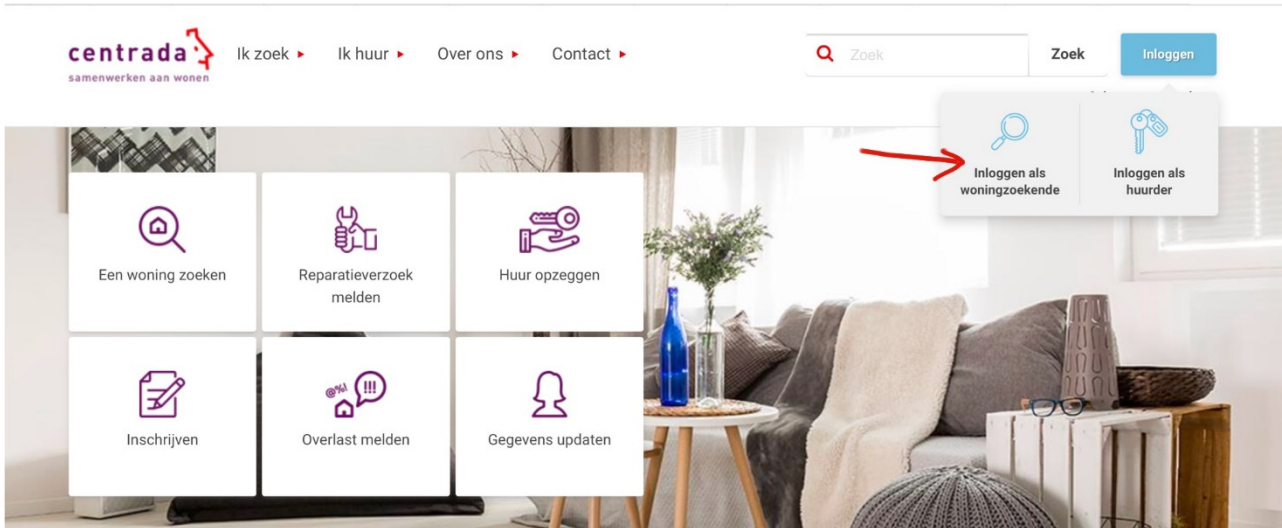 centrada
samenwerken aan wonen
Ik zoek
Ik huur
Over ons
Contact
Zoek
Zoek
Inloggen
Inloggen als
woningzoekende
Inloggen als
huurder
Een woning zoeken
Reparatieverzoek
melden
Huur opzeggen
Inschrijven
@%!
!!!
Overlast melden
Gegevens updaten